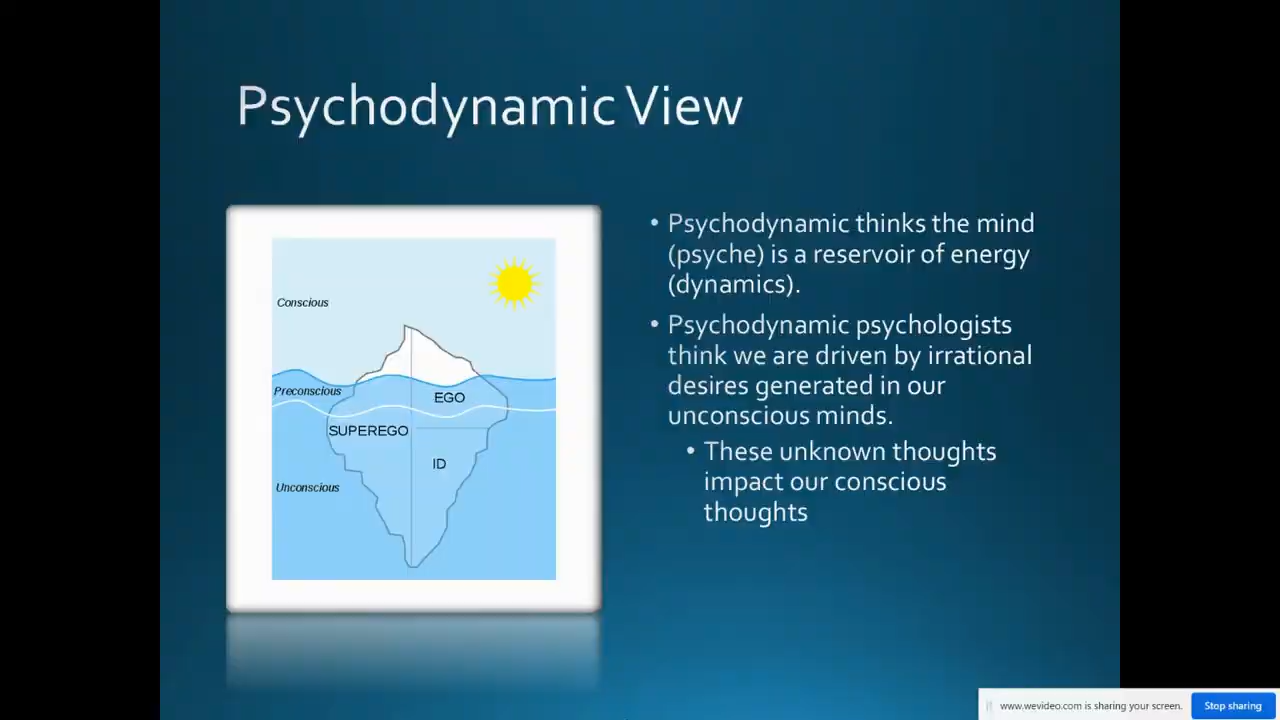 Psychodynamic View
Conscious
Preconscious
EGO
SUPEREGO
ID
Unconscious
• Psychodynamic thinks the mind
(psyche) is a reservoir of energy
(dynamics).
• Psychodynamic psychologists
think we are driven by irrational
desires generated in our
unconscious minds.
• These unknown thoughts
impact our conscious
thoughts
www.wevideo.com is sharing your screen.
Stop sharing